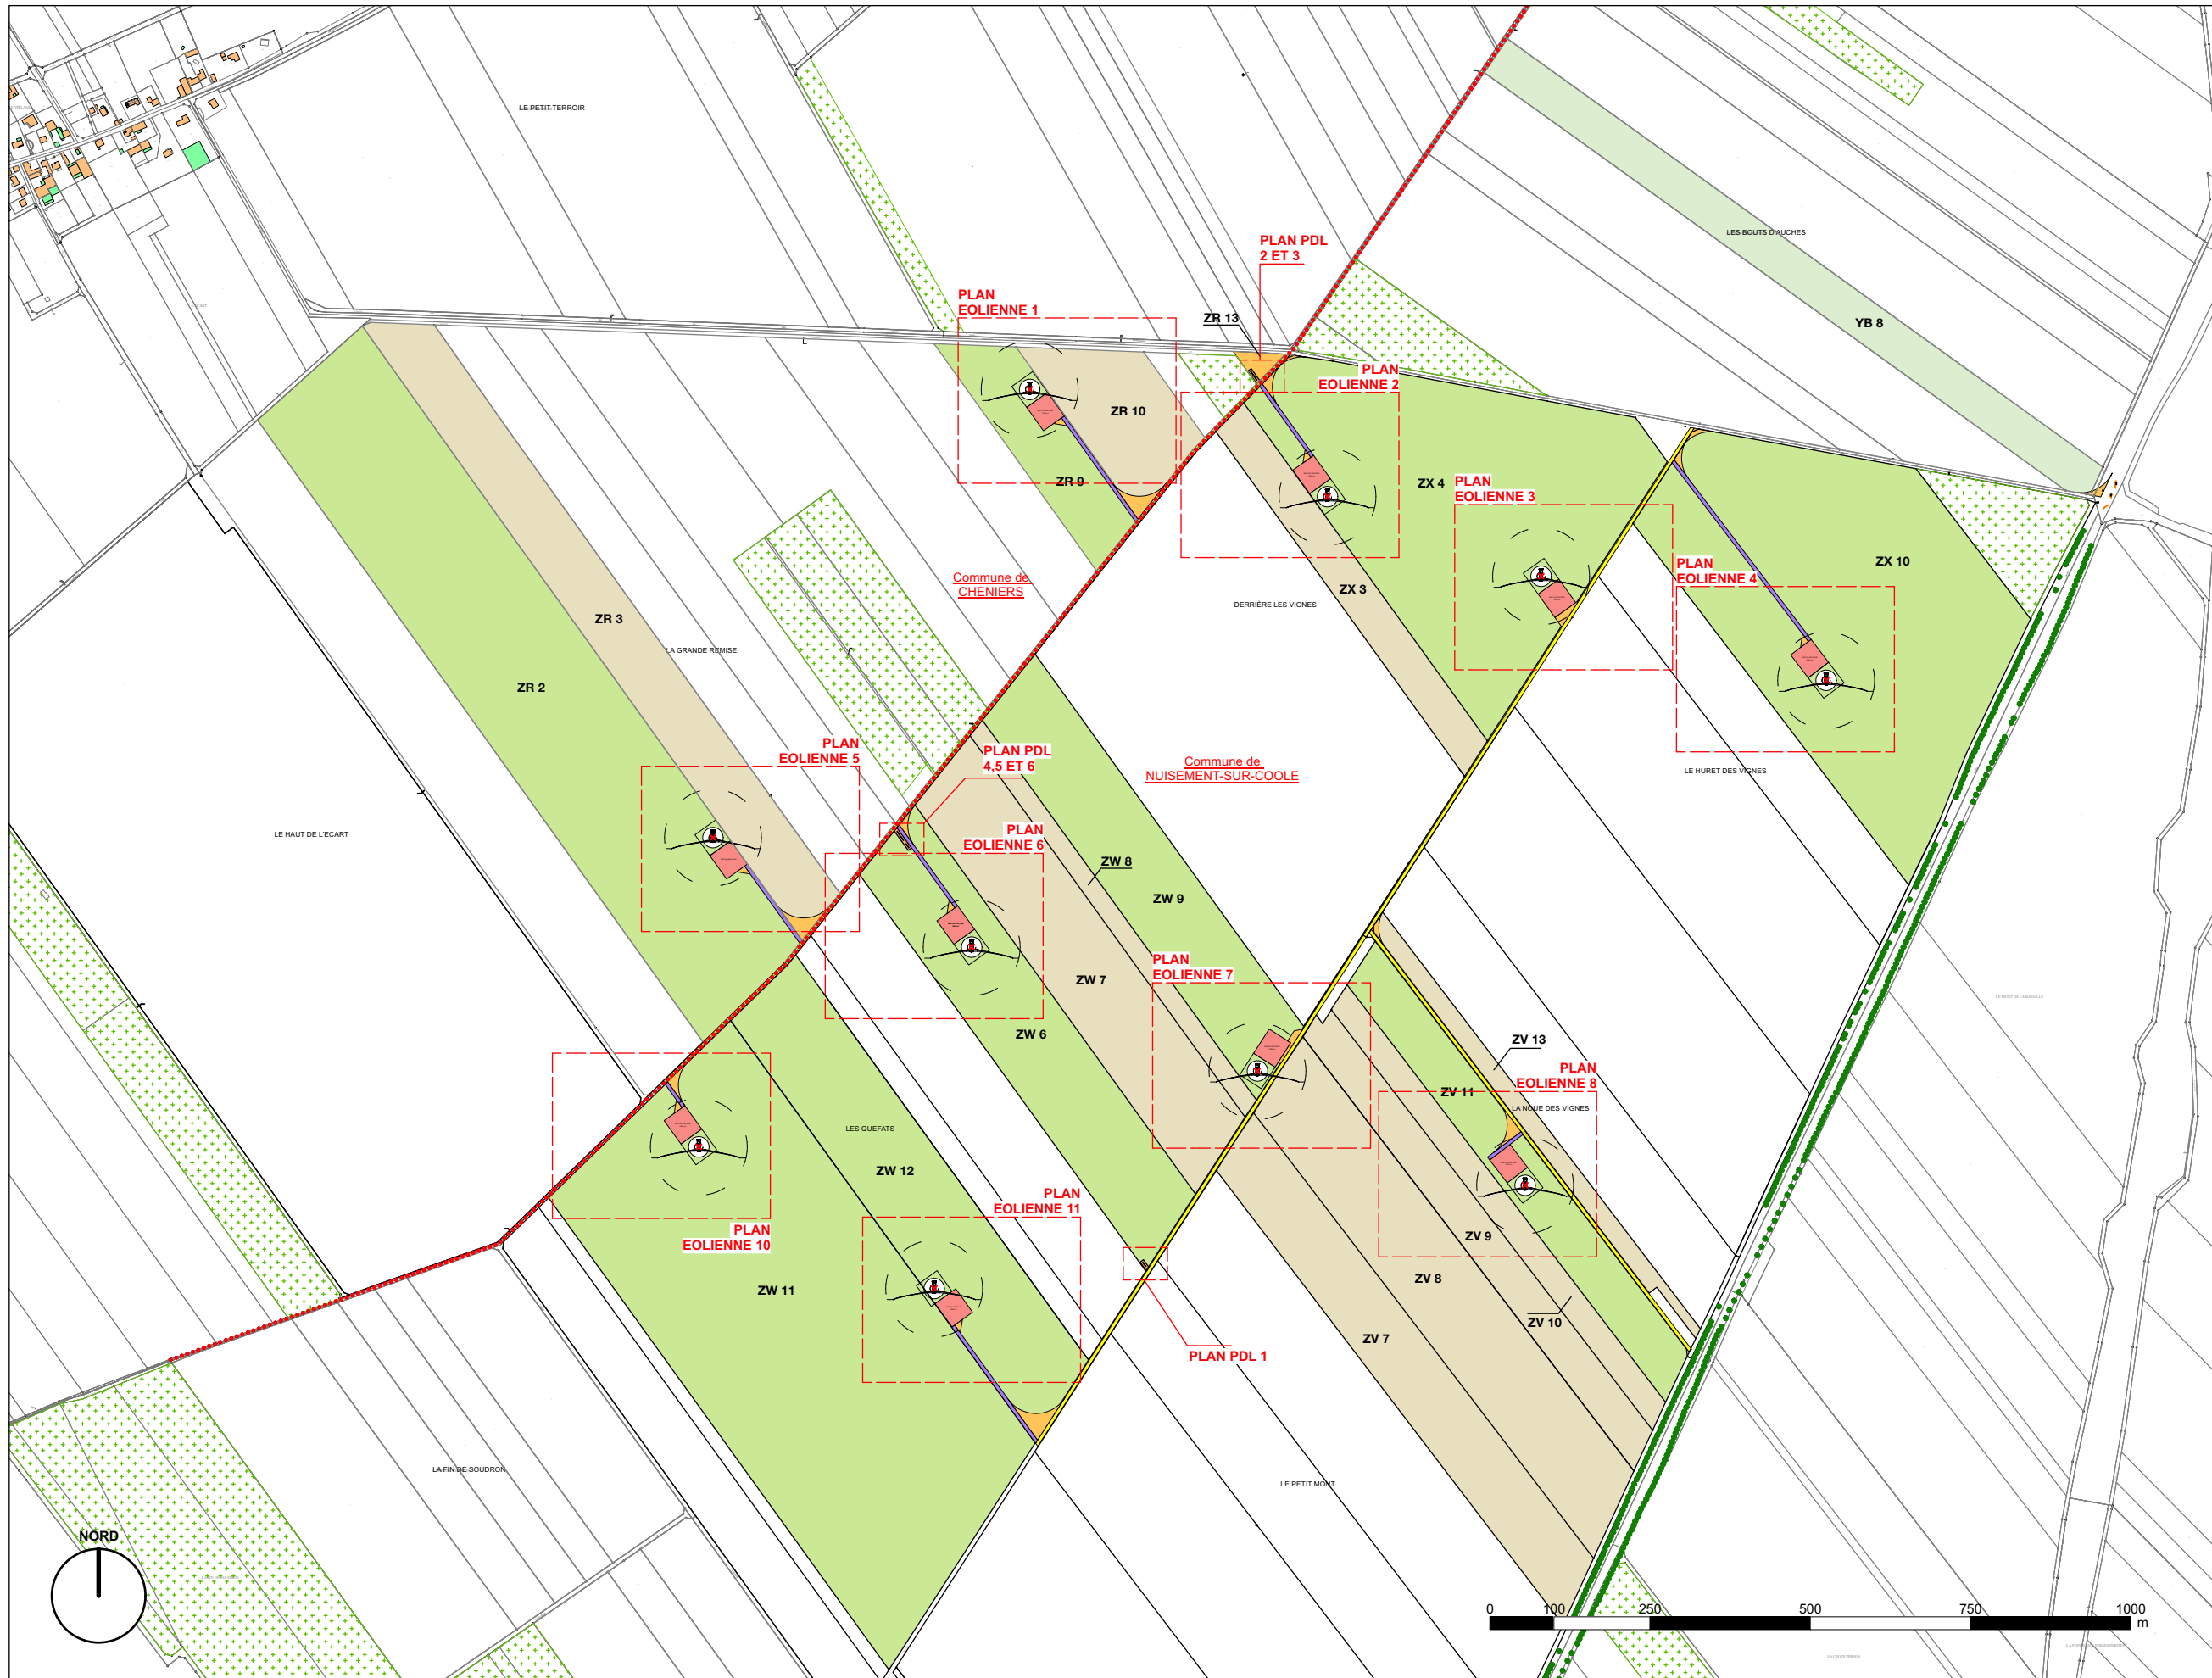 LE PETIT TERROIR
LES BOUTS D'AUCHES
PLAN PDL
2 ET 3
PLAN
EOLIENNE 1
ZR 13
YB 8
PLAN
EOLIENNE 2
ZR 10
ZR 9
ZX 4
PLAN
EOLIENNE 3
ZX 10
PLAN
EOLIENNE 4
Commune de
CHENIERS
ZX 3
DERRIÈRE LES VIGNES
ZR 3
LA GRANDE REMISE
ZR 2
PLAN
EOLIENNE 5
PLAN PDL
4,5 ET 6
Commune de
NUISEMENT-SUR-COOLE
LE HURET DES VIGNES
LE HAUT DE L'ECART
PLAN
EOLIENNE 6
ZW 8
ZW 9
PLAN
EOLIENNE 7
ZW 7
ZW 6
ZV 13
PLAN
EOLIENNE 8
ZV 11
LA NOUE DES VIGNES
LES QUEFATS
ZW 12
PLAN
EOLIENNE 11
PLAN
EOLIENNE 10
ZV 9
ZV 8
ZW 11
ZV 10
ZV 7
PLAN PDL 1
LA FIN DE SOUDRON
LE PETIT MONT
NORD
0 100 250 500 750 1000
m